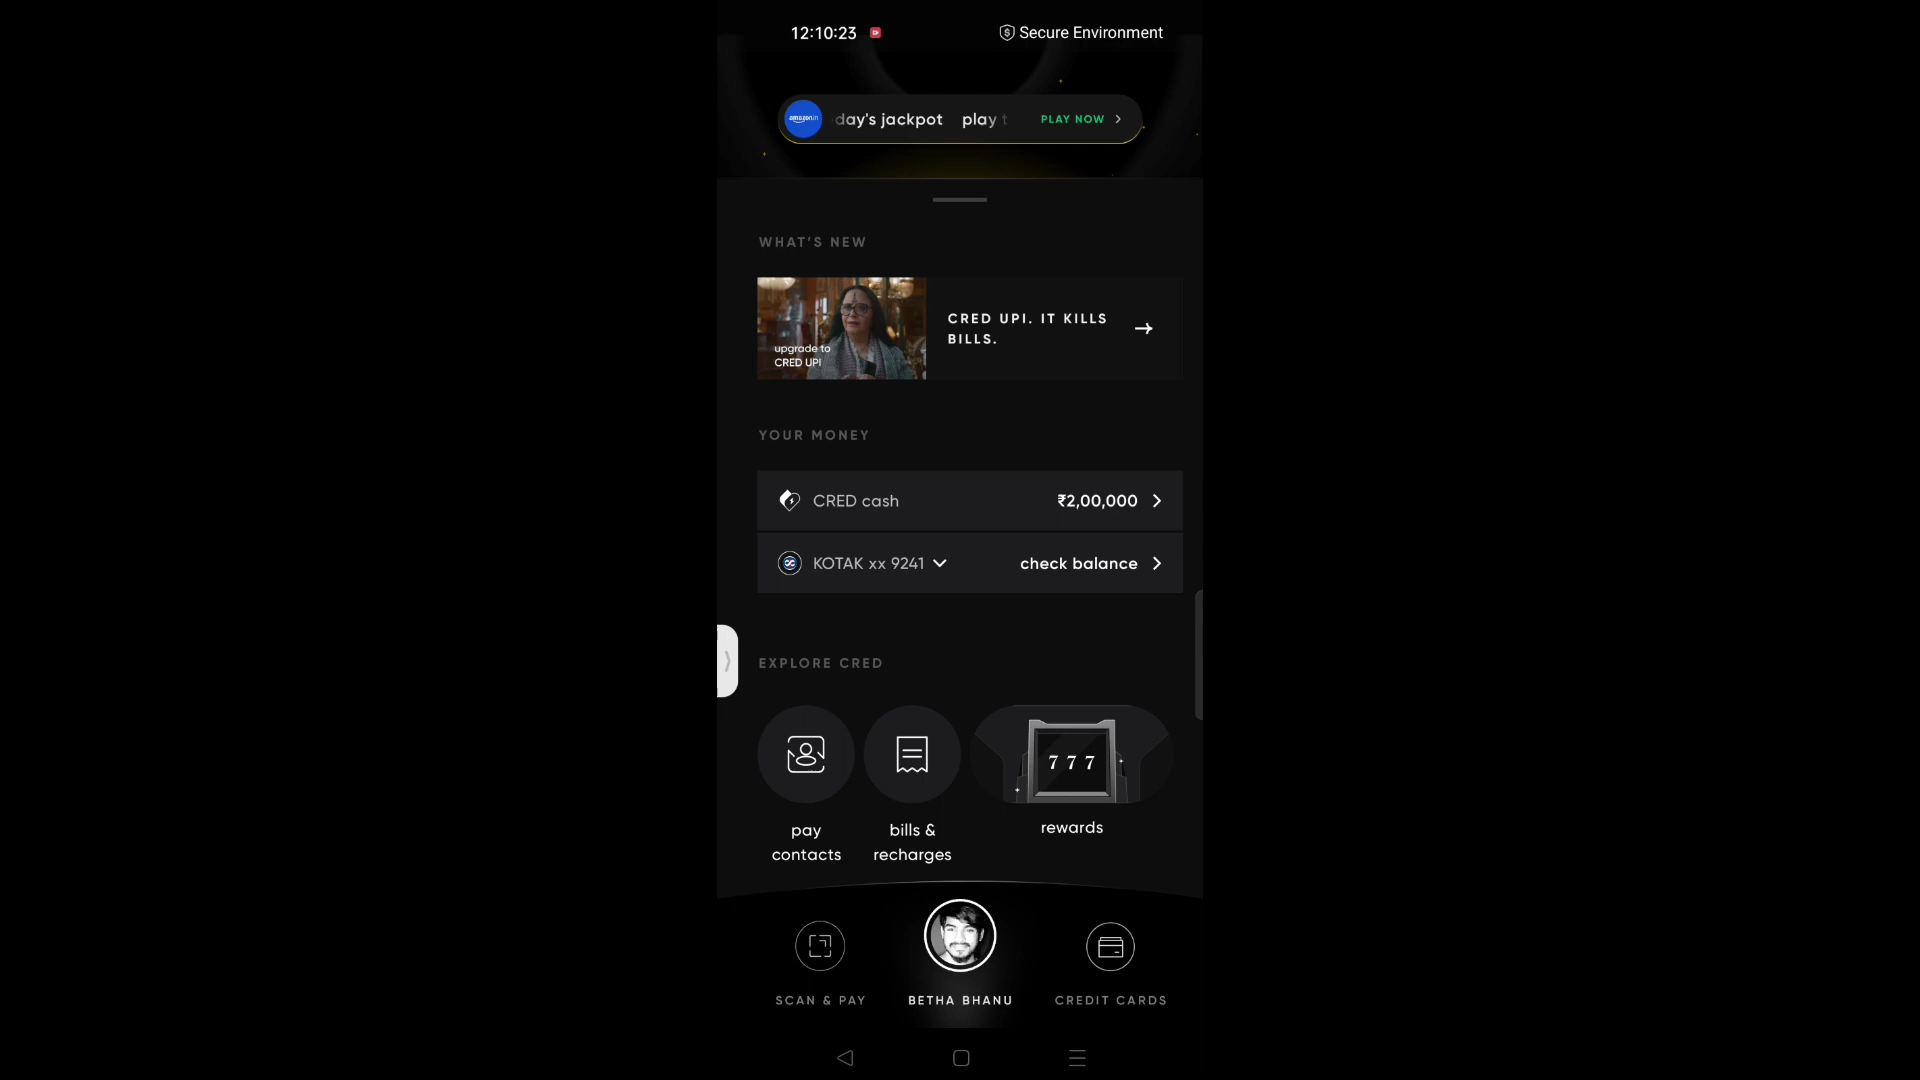 12:10:23
Secure Environment
amazon.in
day's jackpot play t
PLAY NOW
WHAT'S NEW
upgrade to
CRED UPI
CRED UPI. IT KILLS
BILLS.
YOUR MONEY
CRED cash ₹2,00,000
KOTAK xx 9241 check balance
EXPLORE CRED
777
pay
contacts
bills &
recharges
rewards
SCAN & PAY
BETHA BHANU
CREDIT CARDS